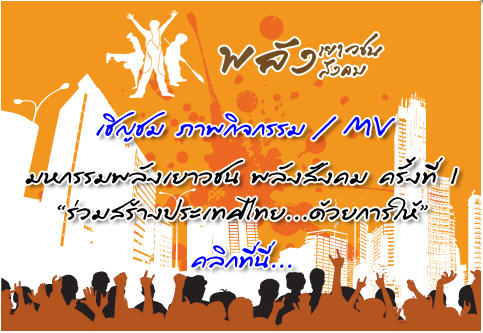 พลังเยาวชน
พลังสังคม
เชิญชม ภาพกิจกรรม / MV
มหกรรมพลังเยาวชน พลังสังคม ครั้งที่ 1
“ร่วมสร้างประเทศไทย...ด้วยการให้”
คลิกที่นี่...